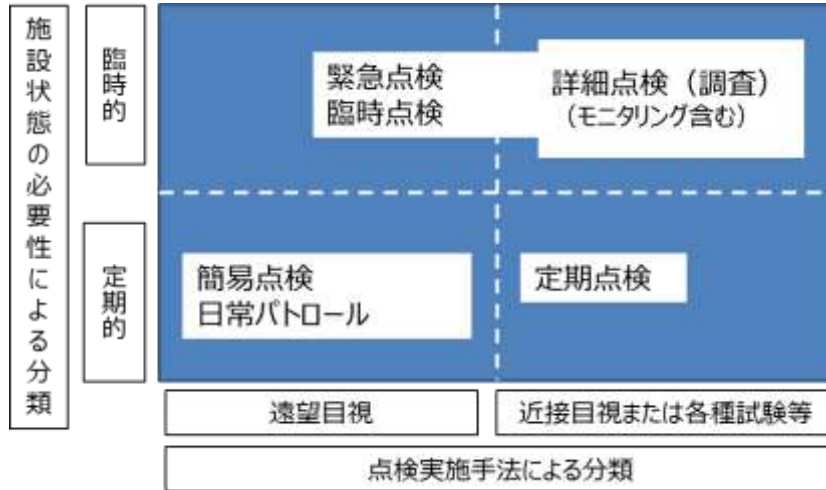 施設状態の必要性による分類
臨時的
緊急点検
臨時点検
詳細点検（調査）
（モニタリング含む）
定期的
簡易点検
日常パトロール
定期点検
遠望目視
近接目視または各種試験等
点検実施手法による分類